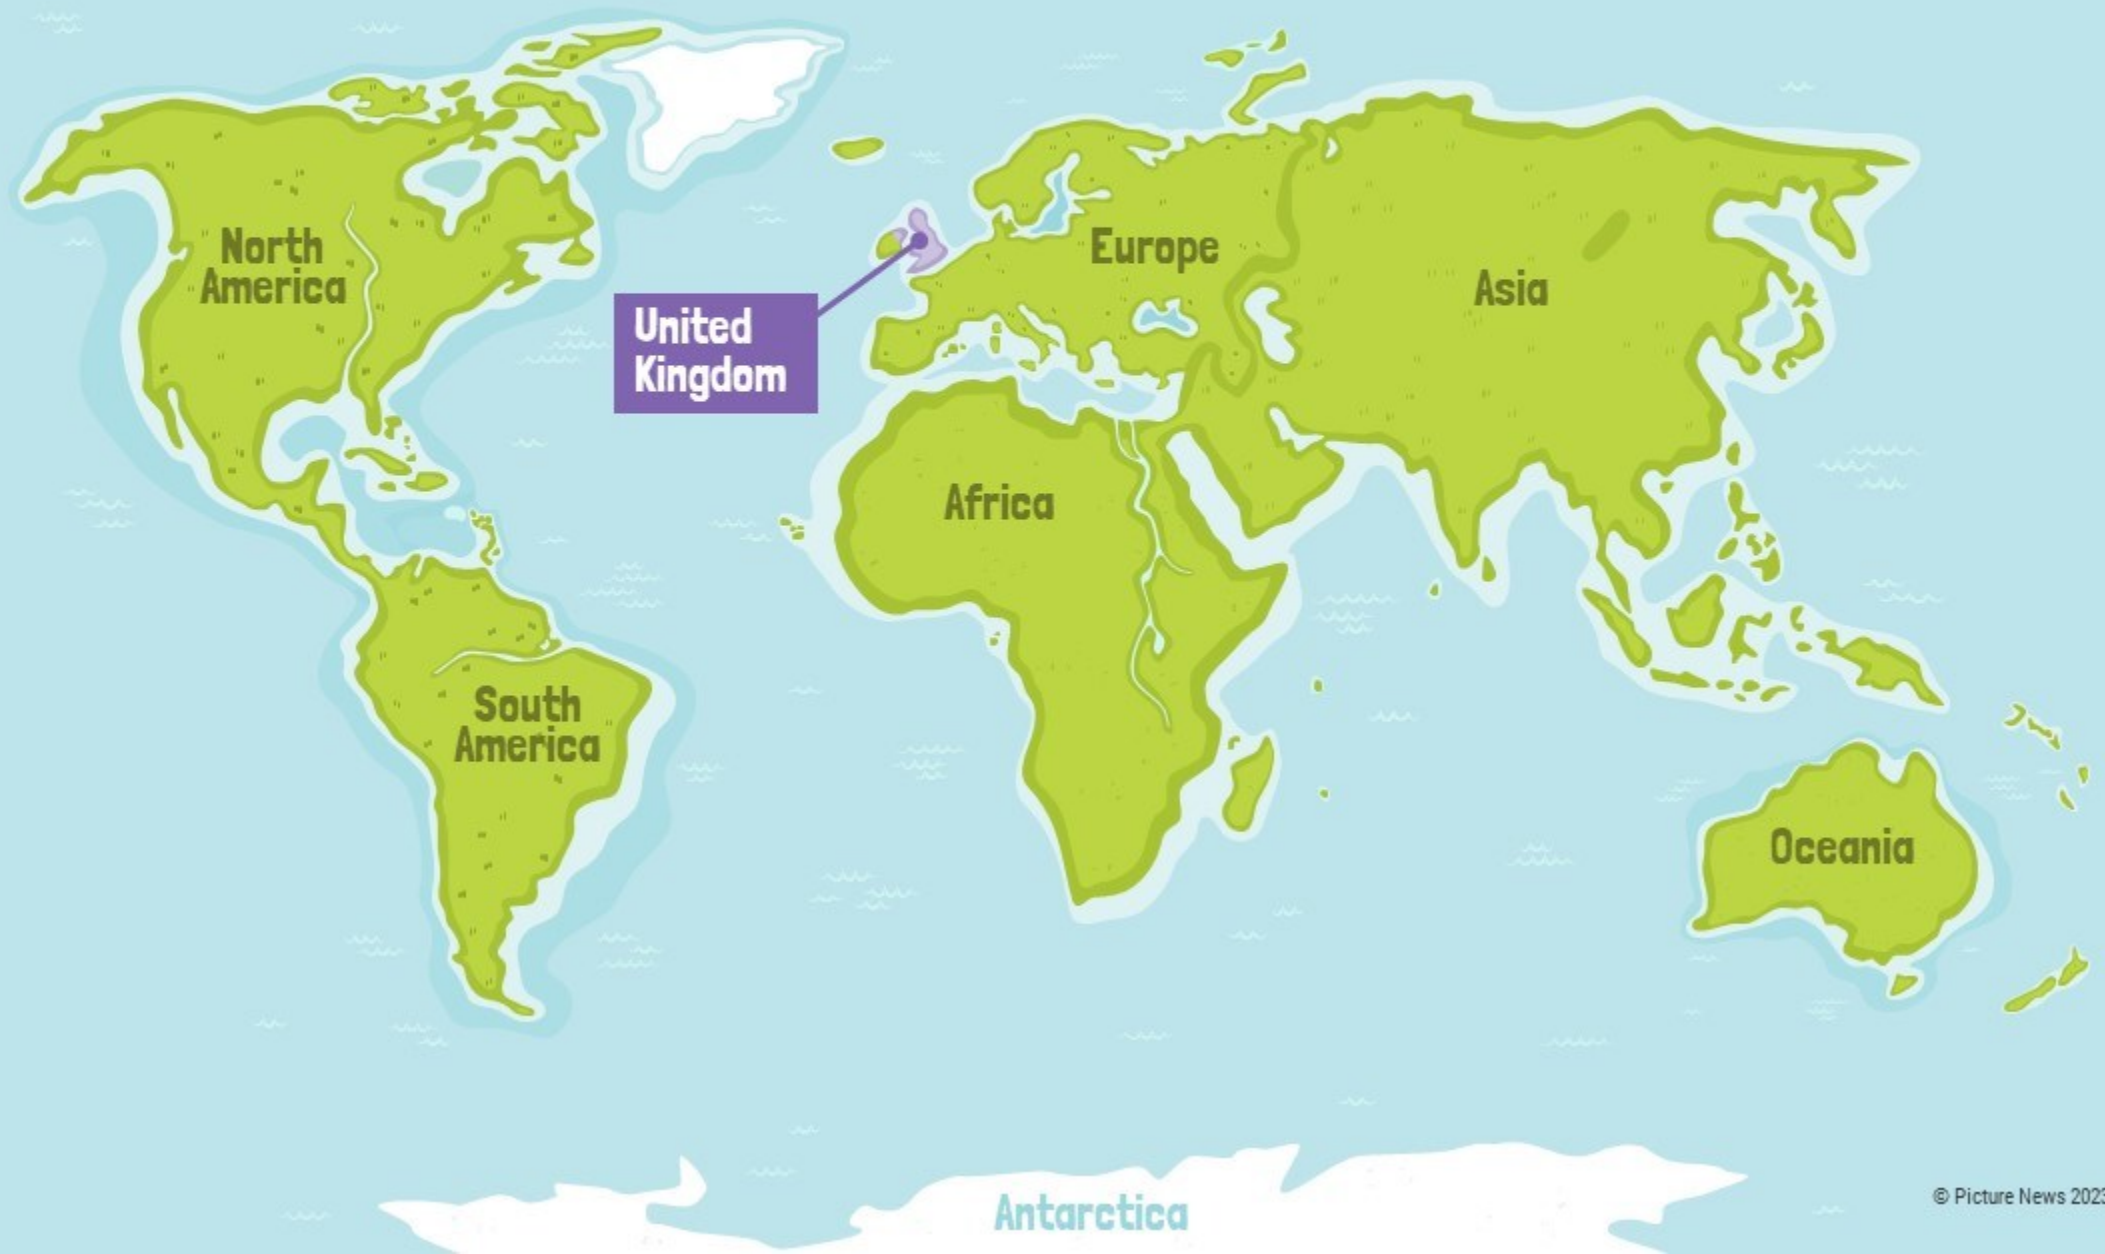 North
America
United
Kingdom
Europe
Asia
Africa
South
America
Oceania
Antarctica
© Picture News 2023